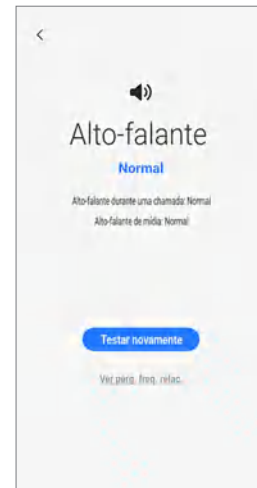 Alto-falante
Normal
Alto-falante durante uma chamada: Normal
Alto-falante de mídia: Normal
Testar novamente
Ver perg. freq. relac.